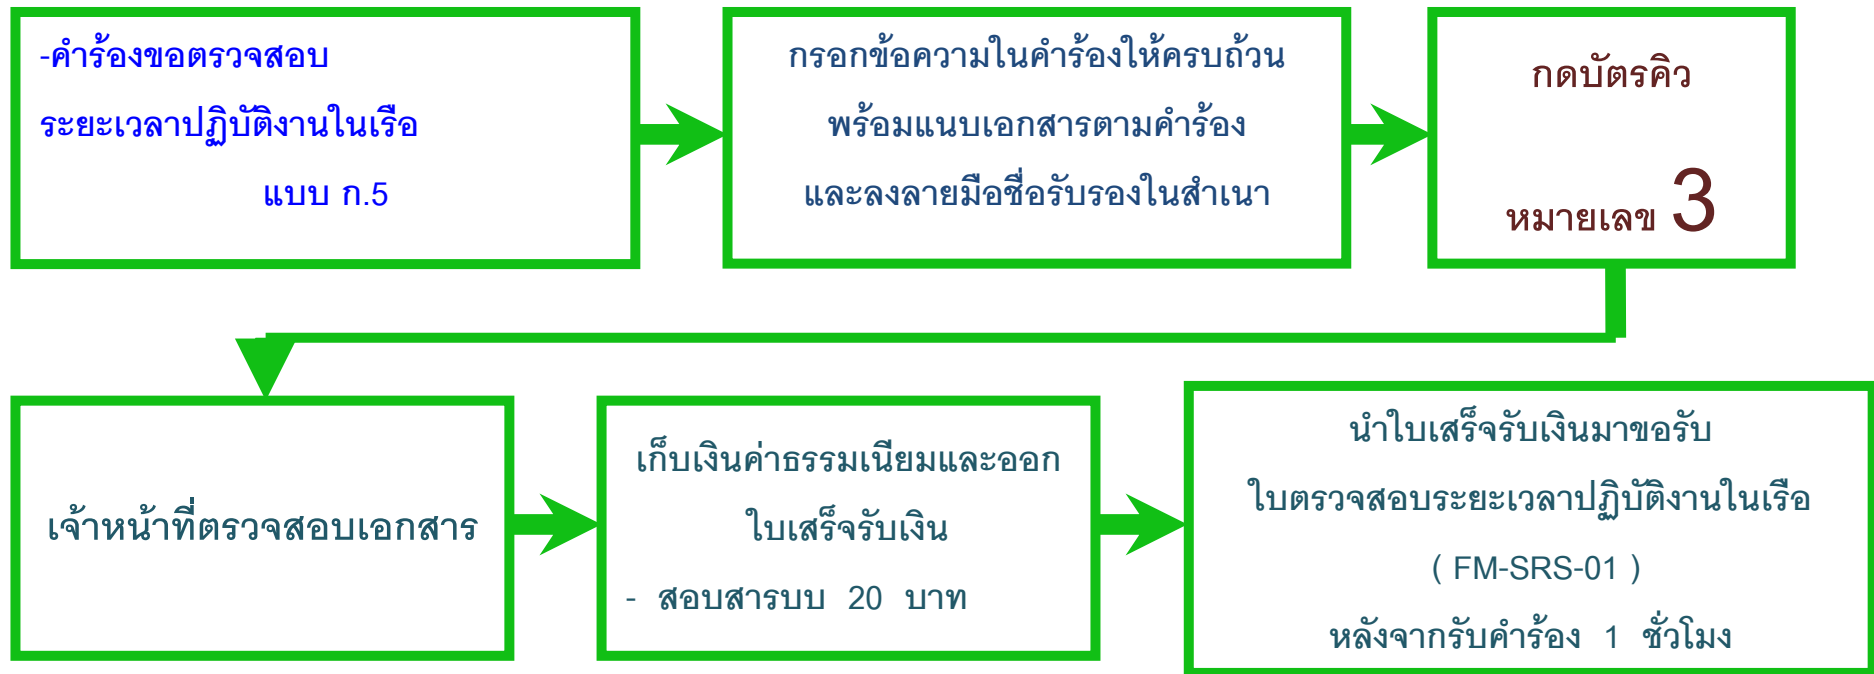 -คำร้องขอตรวจสอบ
ระยะเวลาปฏิบัติงานในเรือ
แบบ ก.5
กรอกข้อความในคำร้องให้ครบถ้วน
พร้อมแนบเอกสารตามคำร้อง
และลงลายมือชื่อรับรองในสำเนา
กดบัตรคิว
หมายเลข 3
เจ้าหน้าที่ตรวจสอบเอกสาร
เก็บเงินค่าธรรมเนียมและออก
ใบเสร็จรับเงิน
- สอบสารบบ 20 บาท
นำใบเสร็จรับเงินมาขอรับ
ใบตรวจสอบระยะเวลาปฏิบัติงานในเรือ
( FM-SRS-01 )
หลังจากรับคำร้อง 1 ชั่วโมง